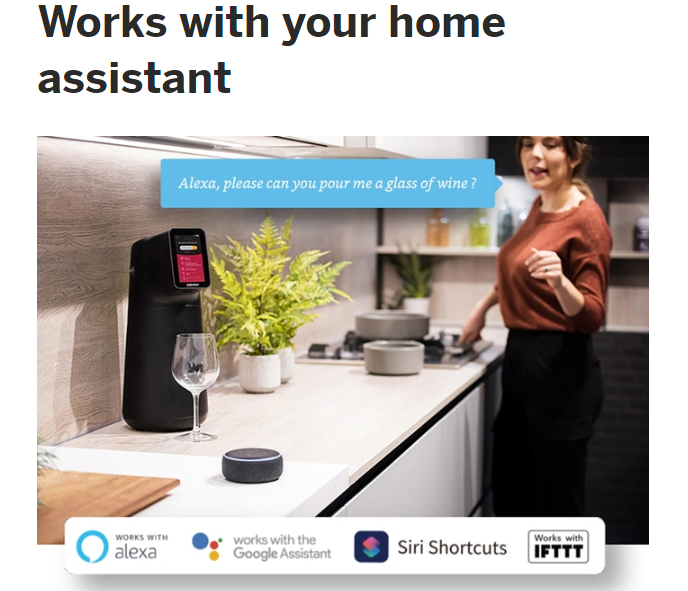 Works with your home
assistant
Alexa, please can you pour me a glass of wine ?
WORKS WITH
alexa
works with the
Google Assistant
Siri Shortcuts
Works with
IFTTT